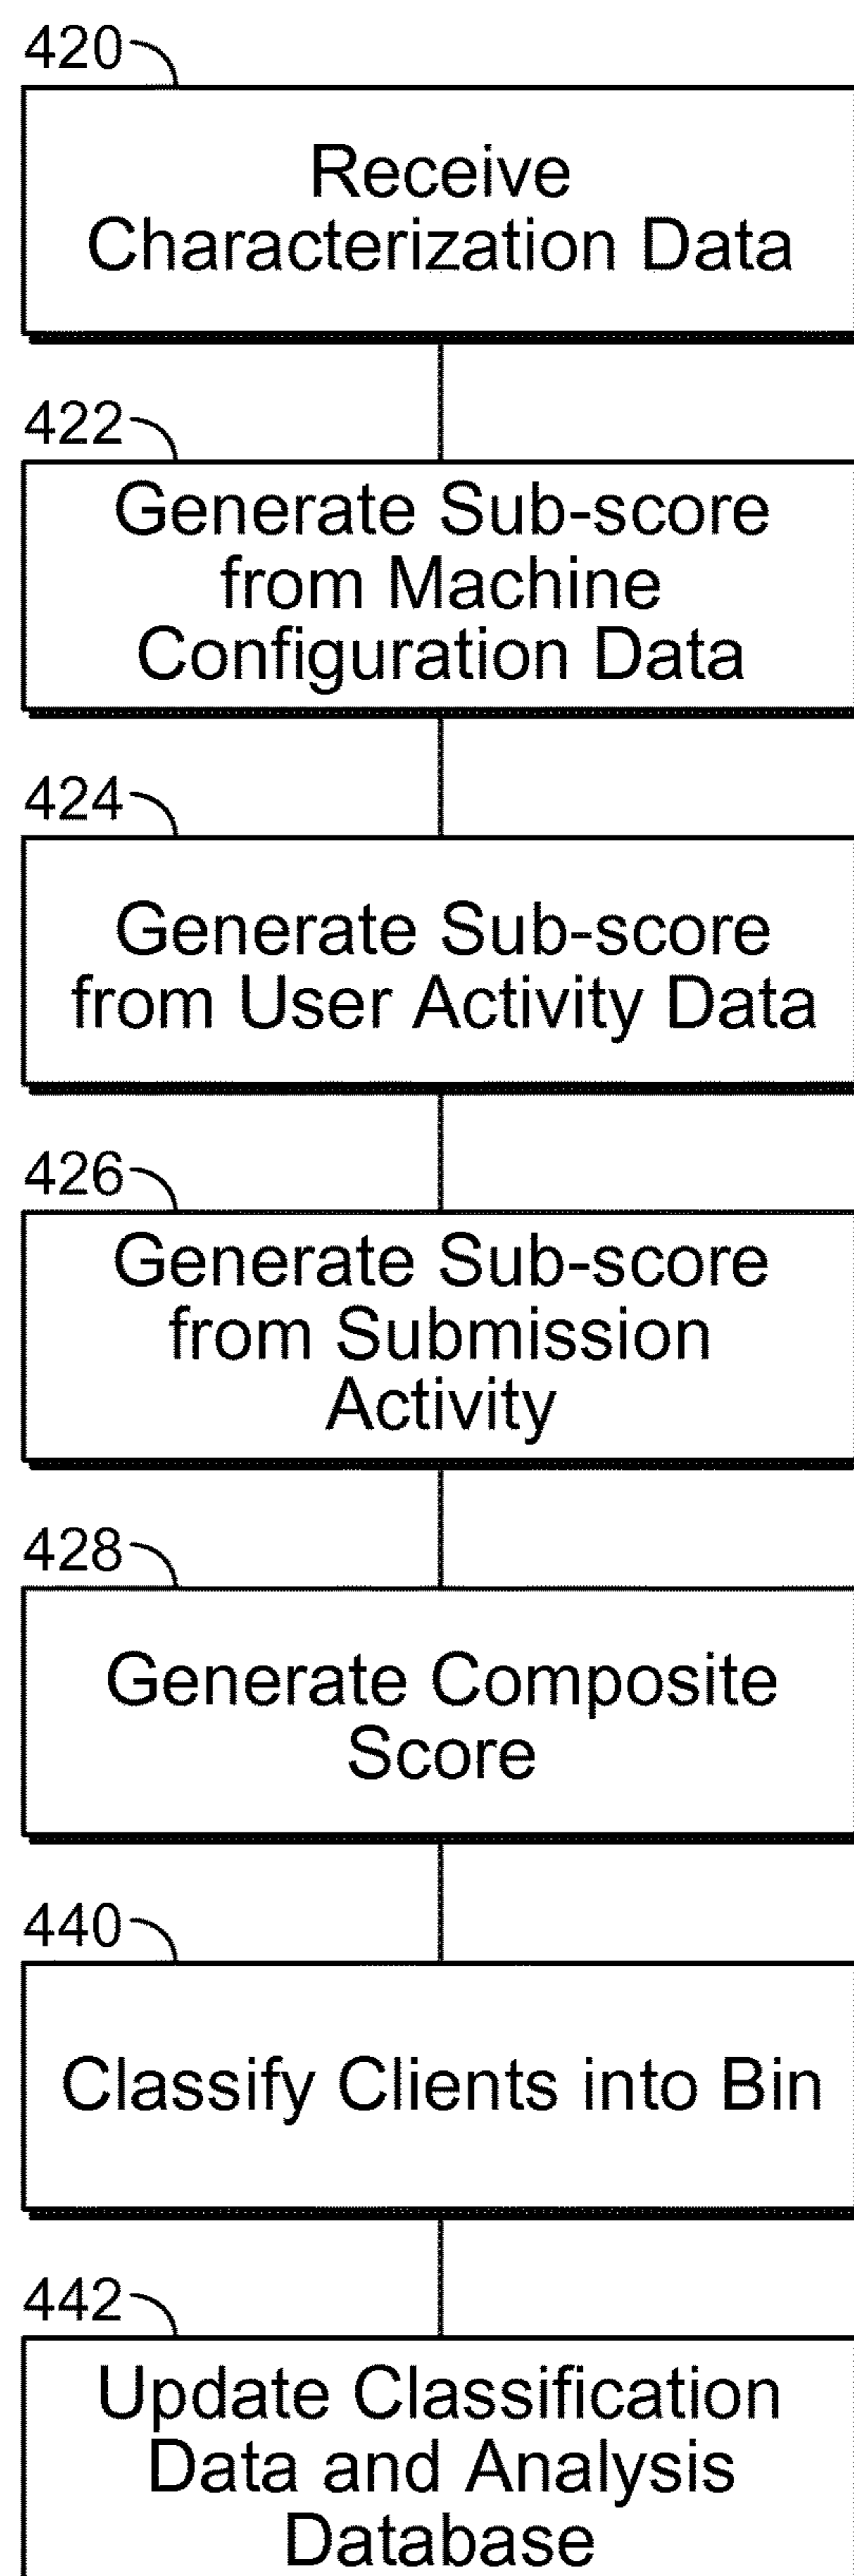 420
Receive
Characterization Data
422
Generate Sub-score
from Machine
Configuration Data
424
Generate Sub-score
from User Activity Data
426
Generate Sub-score
from Submission
Activity
428
Generate Composite
Score
440
Classify Clients into Bin
442
Update Classification
Data and Analysis
Database